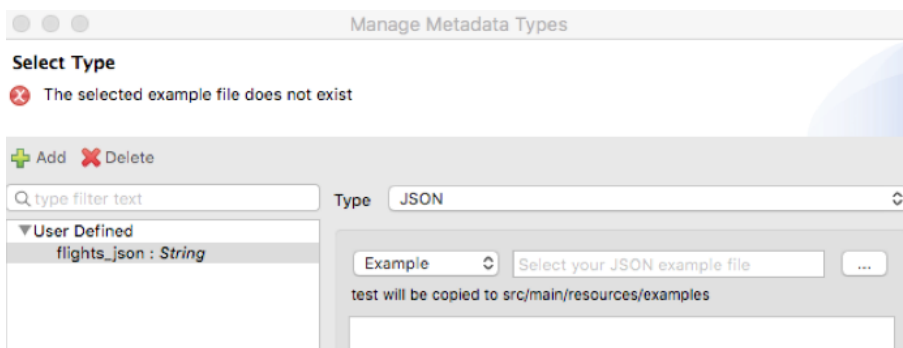 Manage Metadata Types
Select Type
The selected example file does not exist
Add Delete
type filter text
Type JSON
User Defined
flights_json : String
Example Select your JSON example file ...
test will be copied to src/main/resources/examples